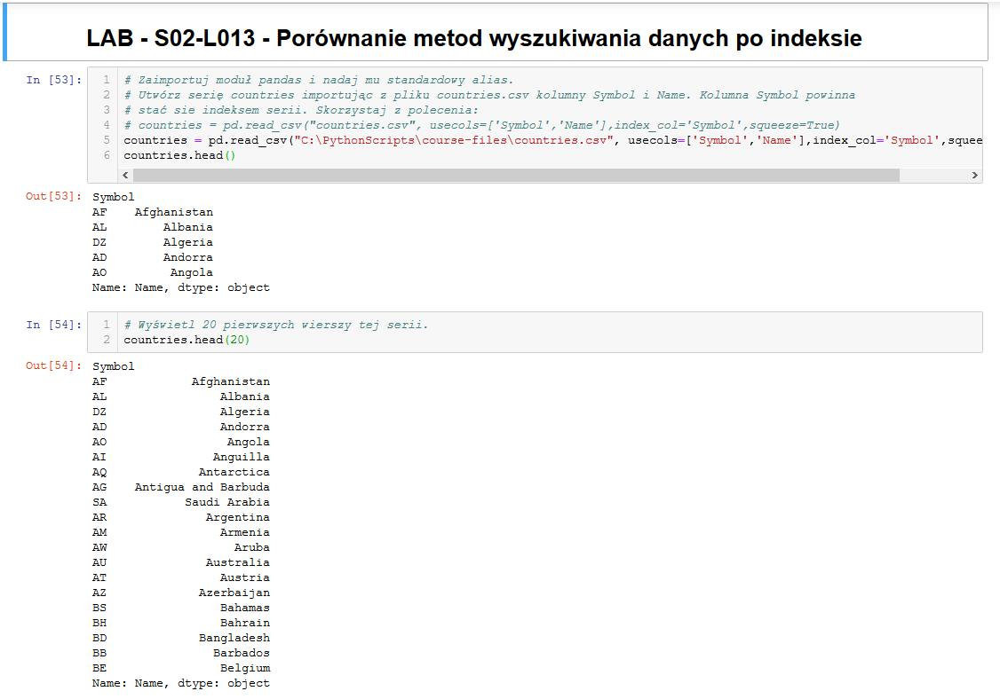 LAB - S02-L013 - Porównanie metod wyszukiwania danych po indeksie
In [53]:
1 # Zaimportuj moduł pandas i nadaj mu standardowy alias.
2 # Utwórz serię countries importując z pliku countries.csv kolumny Symbol i Name. Kolumna Symbol powinna
3 # stać sie indeksem serii. Skorzystaj z polecenia:
4 # countries = pd.read_csv("countries.csv", usecols=['Symbol','Name'],index_col='Symbol',squeeze=True)
5 countries = pd.read_csv("C:\PythonScripts\course-files\countries.csv", usecols=['Symbol','Name'],index_col='Symbol',squee
6 countries.head()
Out[53]: Symbol
AF Afghanistan
AL Albania
DZ Algeria
AD Andorra
AO Angola
Name: Name, dtype: object
In [54]:
1 # Wyświetl 20 pierwszych wierszy tej serii.
2 countries.head(20)
Out[54]: Symbol
AF Afghanistan
AL Albania
DZ Algeria
AD Andorra
AO Angola
AI Anguilla
AQ Antarctica
AG Antigua and Barbuda
SA Saudi Arabia
AR Argentina
AM Armenia
AW Aruba
AU Australia
AT Austria
AZ Azerbaijan
BS Bahamas
BH Bahrain
BD Bangladesh
BB Barbados
BE Belgium
Name: Name, dtype: object